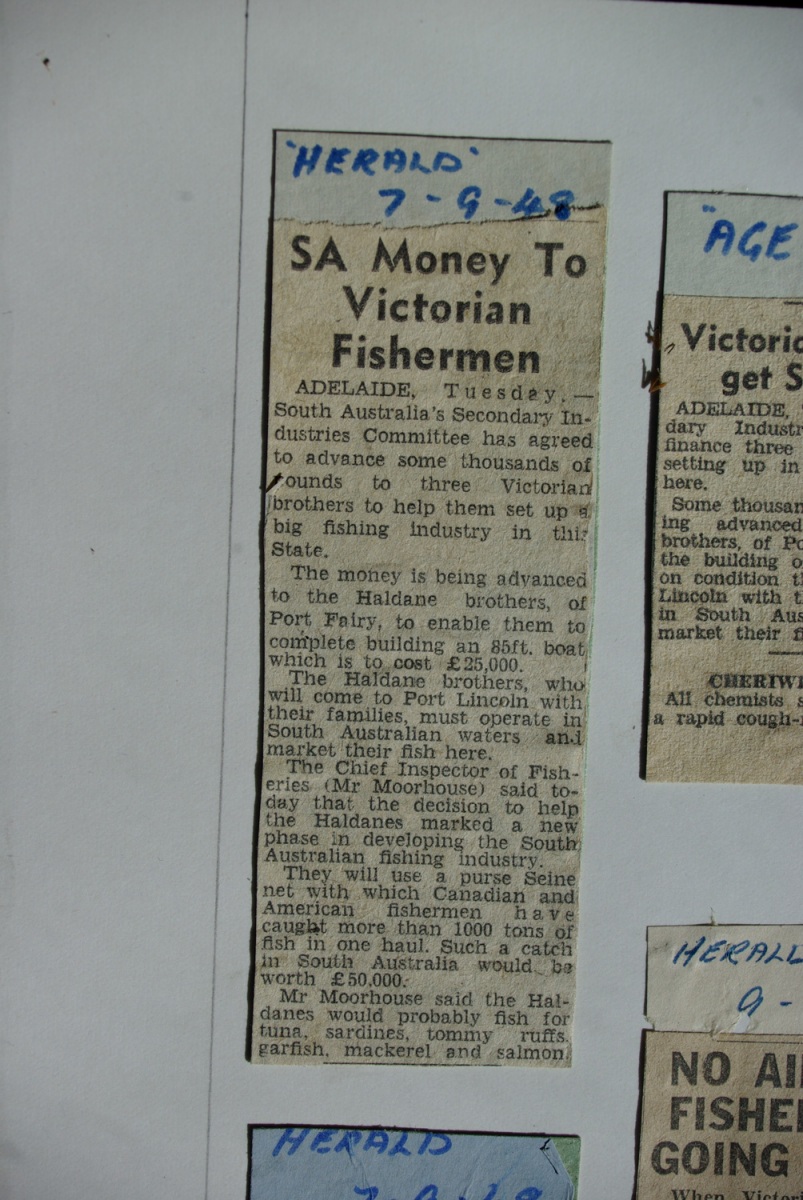 'HERALD'
7-9-48
SA Money To
Victorian
Fishermen
ADELAIDE, Tuesday.—
South Australia's Secondary In-
dustries Committee has agreed
to advance some thousands of
ounds to three Victorian
brothers to help them set up a
big fishing industry in this
State.
The money is being advanced
to the Haldane brothers, of
Port Fairy, to enable them to
complete building an 85ft. boat
which is to cost £25,000.
The Haldane brothers, who
will come to Port Lincoln with
their families, must operate in
South Australian waters and
market their fish here.
The Chief Inspector of Fish-
eries (Mr Moorhouse) said to-
day that the decision to help
the Haldanes marked a new
phase in developing the South
Australian fishing industry.
They will use a purse Seine
net with which Canadian and
American fishermen have
caught more than 1000 tons of
fish in one haul. Such a catch
in South Australia would be
worth £50,000.
Mr Moorhouse said the Hal-
danes would probably fish for
tuna, sardines, tommy ruffs,
garfish, mackerel and salmon.
HERALD
"AGE
"Victoria
get S
ADELAIDE,
dary Industr
finance three
setting up in
here.
Some thousan
ing advanced
brothers, of Po
the building o
on condition th
Lincoln with t
in South Aus
market their fi
CHERIWI
All chemists s
a rapid cough-r
HERALD
9-
NO AI
FISHE
GOING
When Victo